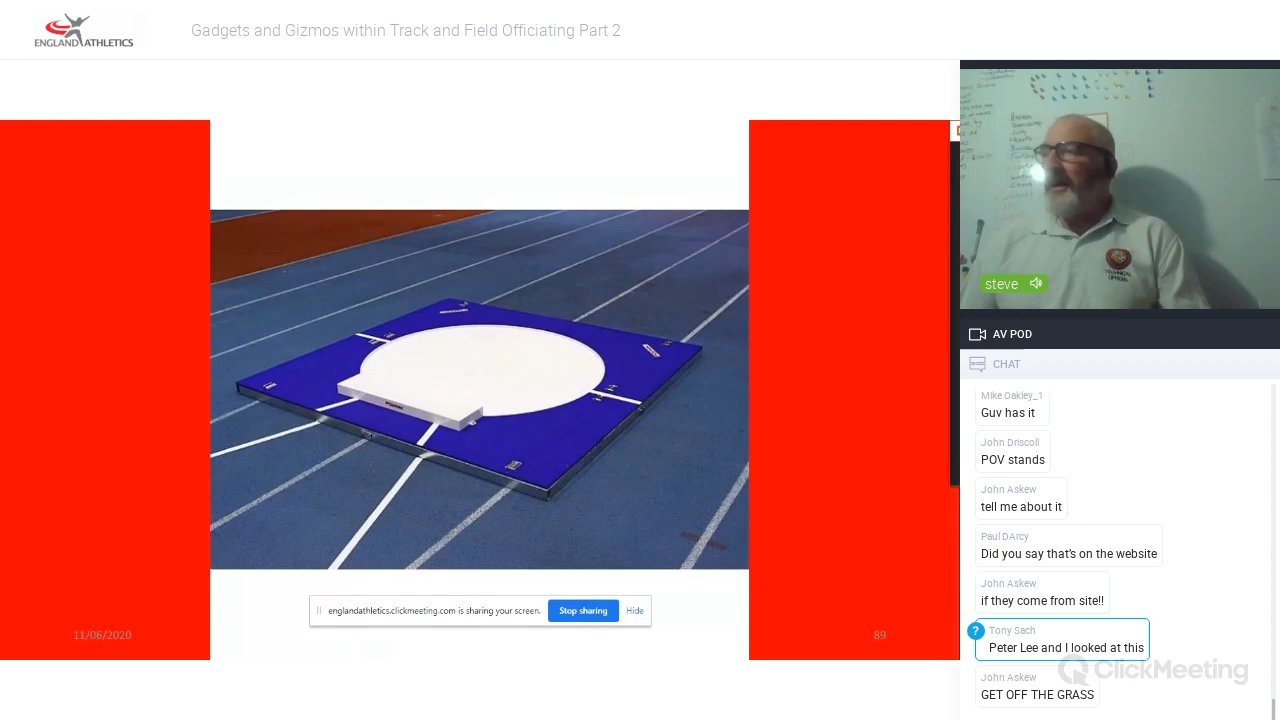 ENGLAND ATHLETICS
Gadgets and Gizmos within Track and Field Officiating Part 2
TECHNICAL
OFFICIAL
steve
AV POD
CHAT
Mike Oakley_1
Guv has it
John Driscoll
POV stands
John Askew
tell me about it
Paul DArcy
Did you say that's on the website
John Askew
if they come from site!!
? Tony Sach
Peter Lee and I looked at this
John Askew
GET OFF THE GRASS
ClickMeeting
englandathletics.clickmeeting.com is sharing your screen. Stop sharing Hide
11/06/2020
89